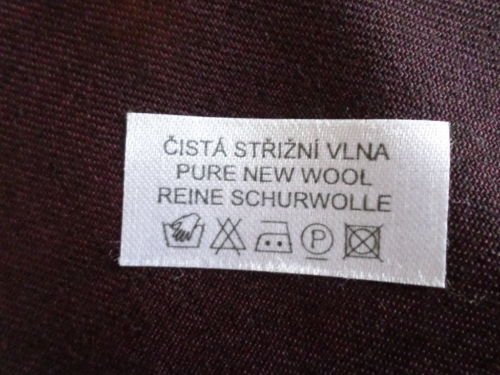 ČISTÁ STŘIŽNÍ VLNA
PURE NEW WOOL
REINE SCHURWOLLE
P